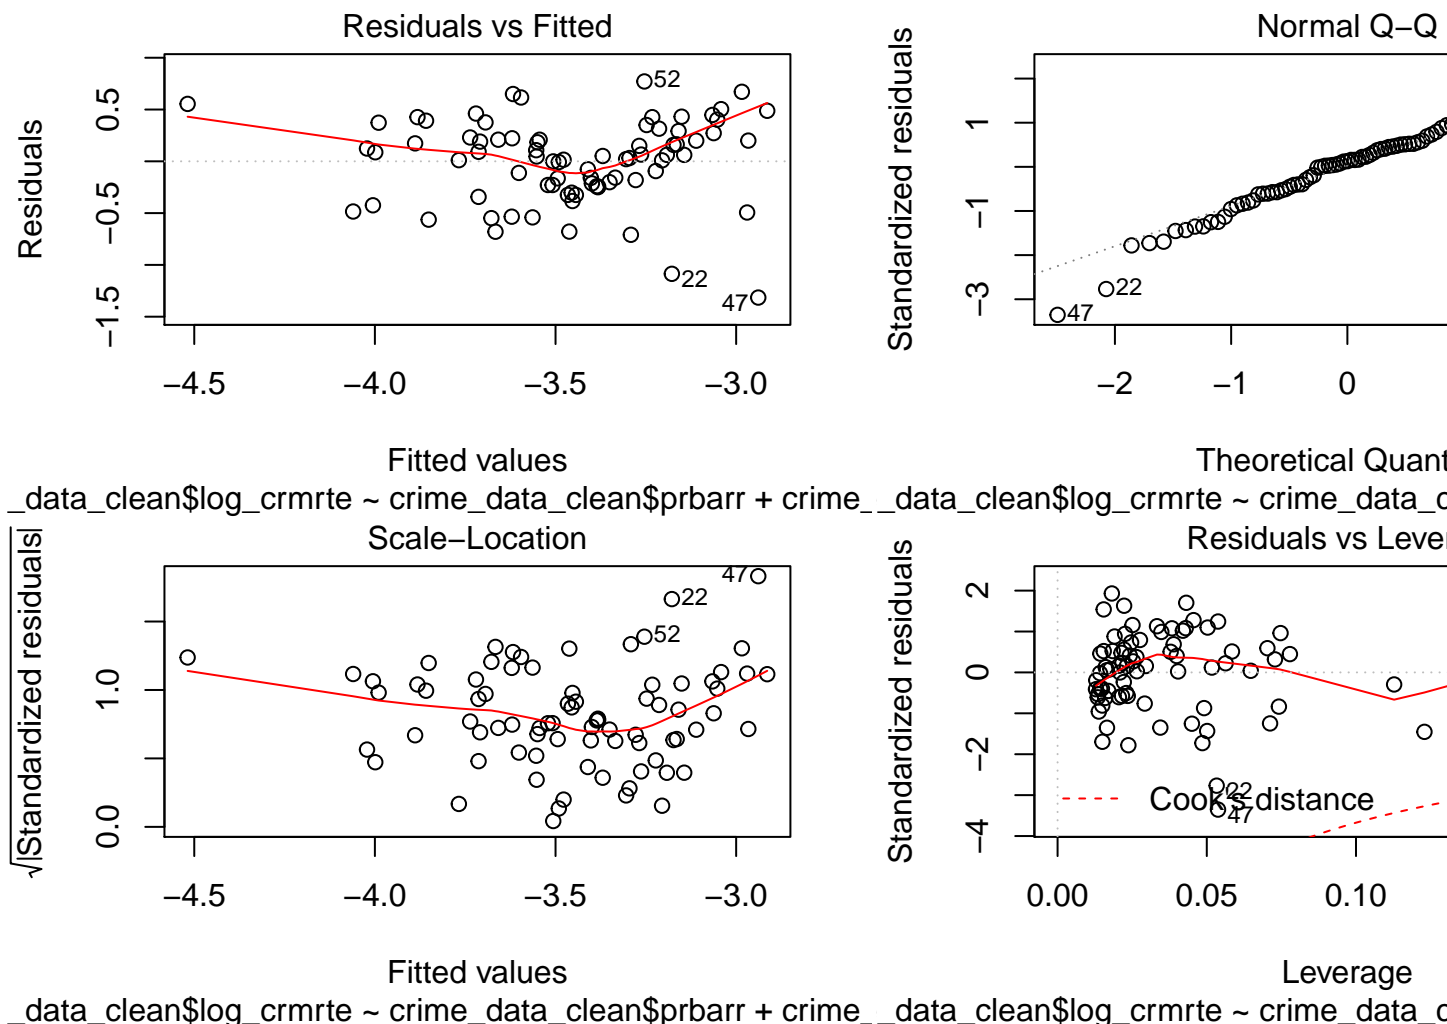 Residuals vs Fitted
Residuals
0.5
−0.5
−1.5
52
22
47
−4.5 −4.0 −3.5 −3.0
Fitted values
_data_clean$log_crmrte ~ crime_data_clean$prbarr + crime_
Normal Q−Q
Standardized residuals
1
−1
−3
22
47
−2 −1 0
Theoretical Quant
_data_clean$log_crmrte ~ crime_data_c
Scale−Location
√|Standardized residuals|
1.0
0.0
47
22
52
−4.5 −4.0 −3.5 −3.0
Fitted values
_data_clean$log_crmrte ~ crime_data_clean$prbarr + crime_
Residuals vs Lever
Standardized residuals
2
0
−2
−4
22
Cook's distance
47
0.00 0.05 0.10
Leverage
_data_clean$log_crmrte ~ crime_data_c